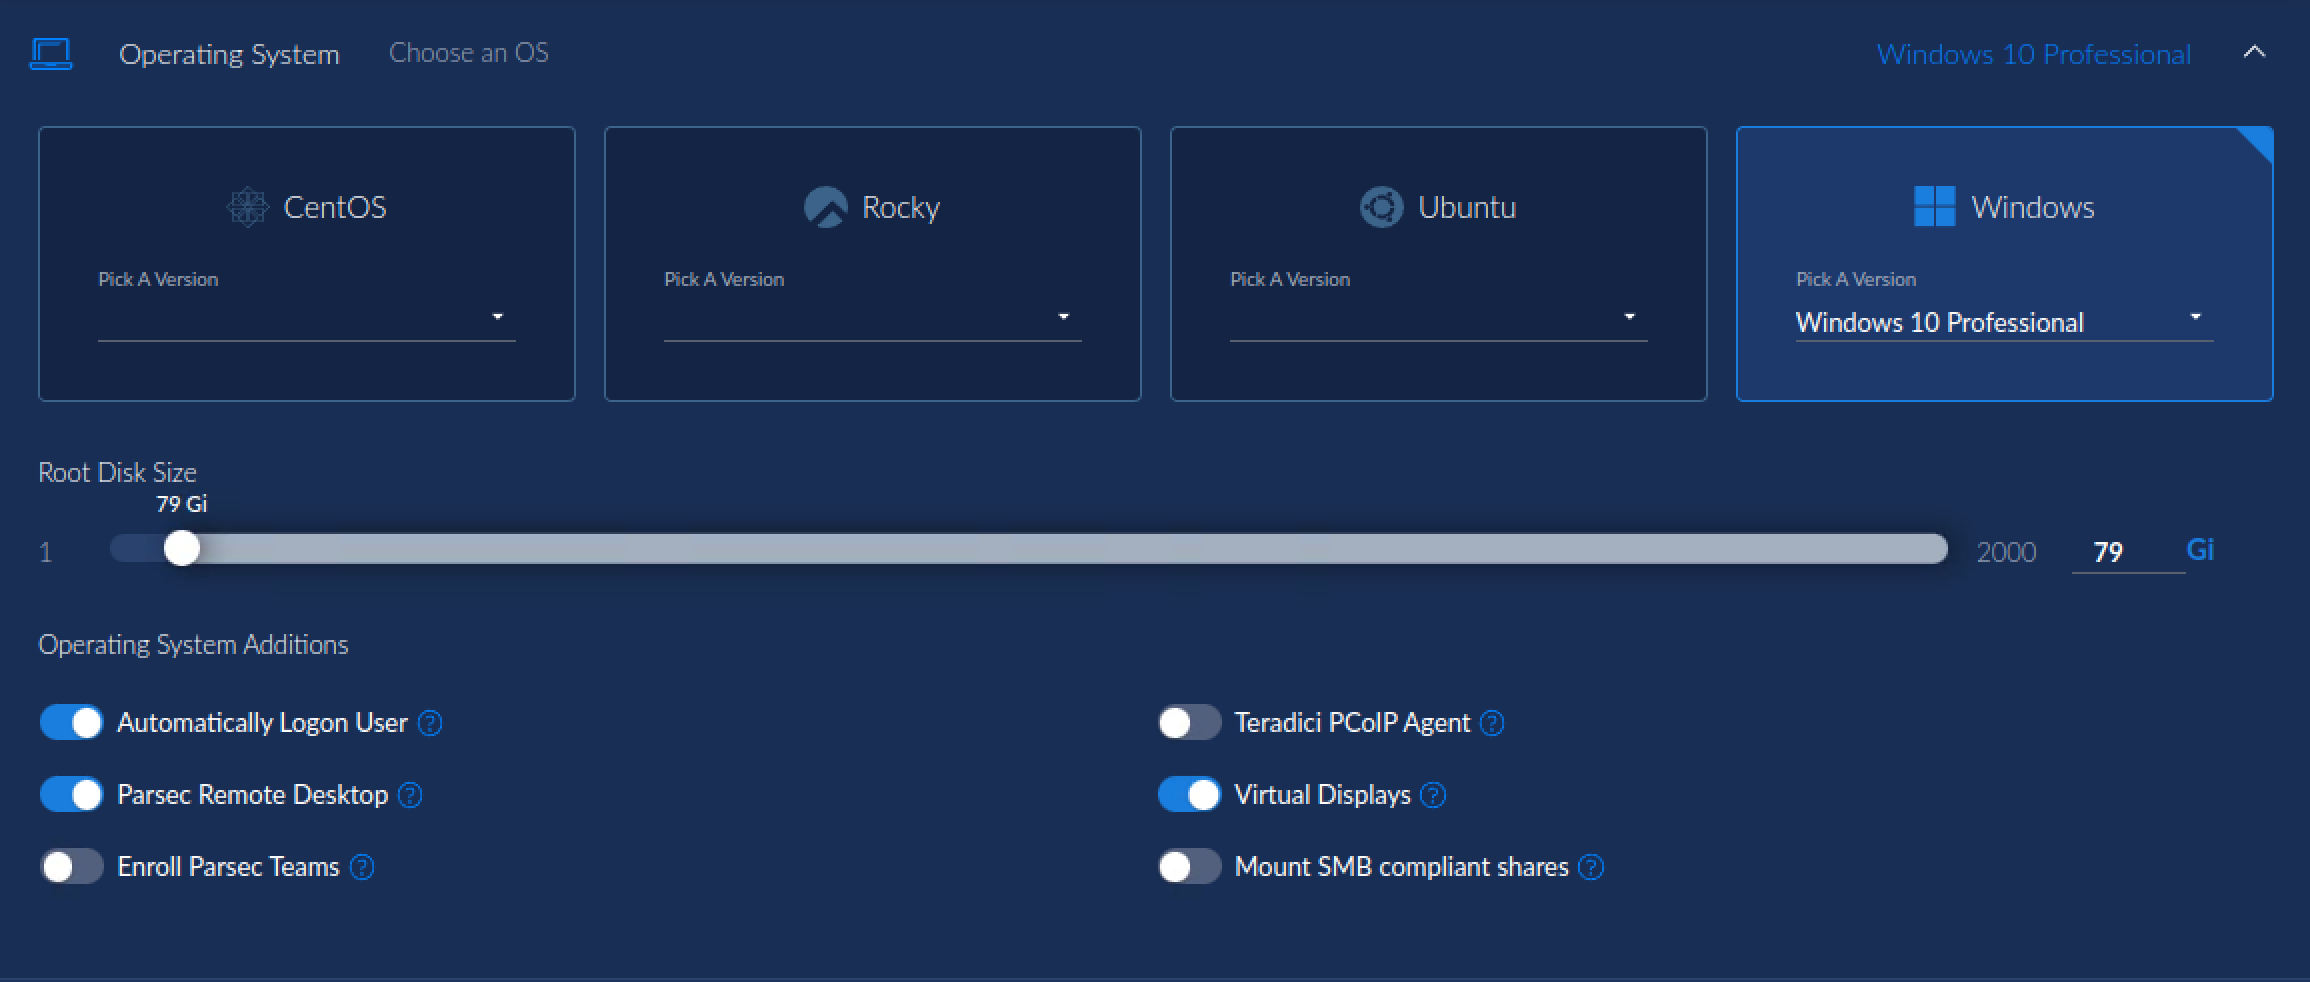 Operating System Choose an OS Windows 10 Professional
CentOS Rocky Ubuntu Windows
Pick A Version Pick A Version Pick A Version Pick A Version
Windows 10 Professional
Root Disk Size
79 Gi
1 2000 79 Gi
Operating System Additions
Automatically Logon User ? Teradici PCoIP Agent ?
Parsec Remote Desktop ? Virtual Displays ?
Enroll Parsec Teams ? Mount SMB compliant shares ?